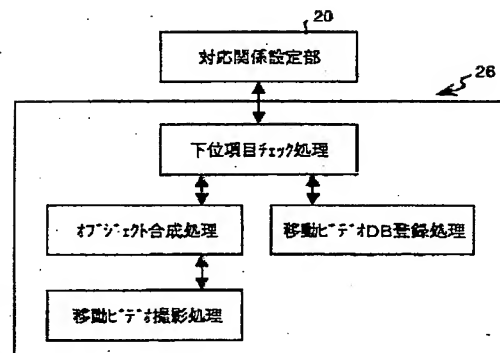 20
対応関係設定部
26
下位項目チェック処理
オブジェクト合成処理
移動ビデオDB登録処理
移動ビデオ撮影処理